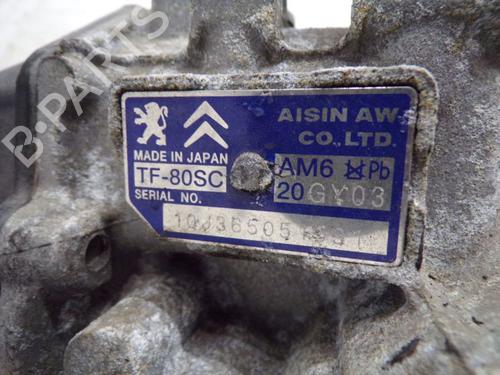 B-PARTS
AISIN AW
CO., LTD.
MADE IN JAPAN
TF-80SC
AM6 Pb
SERIAL NO.
20GY03